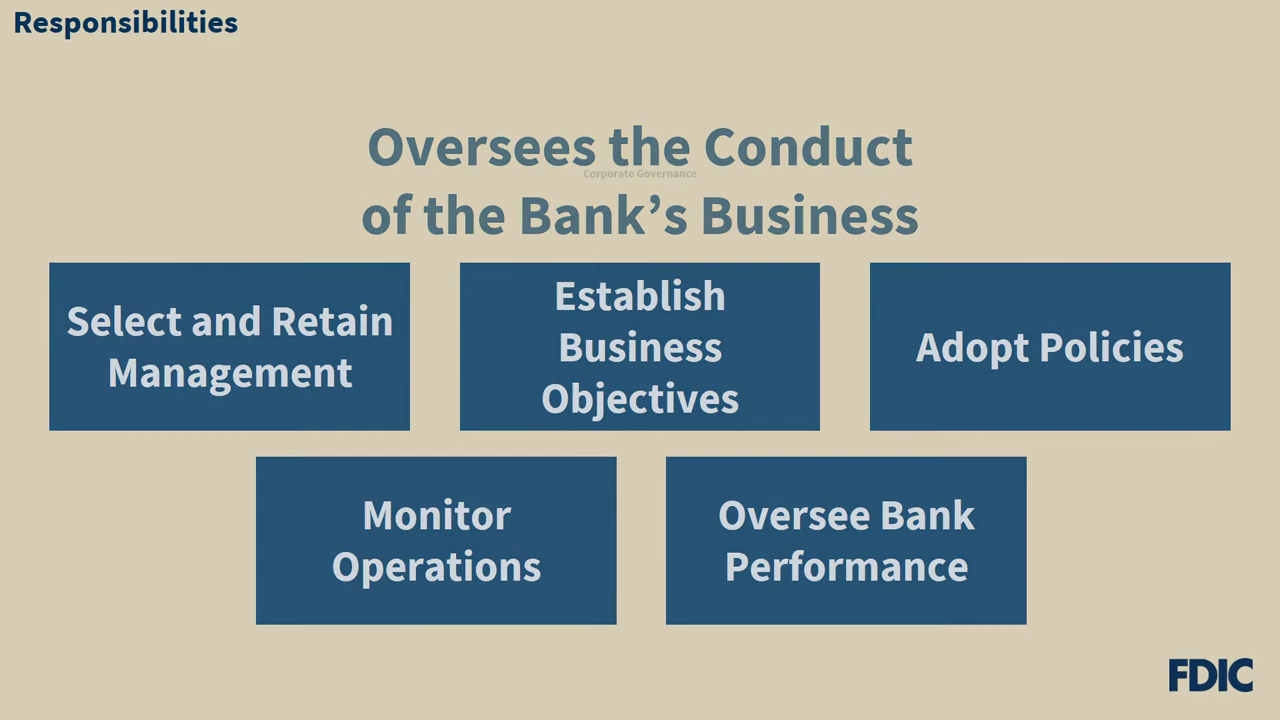 Responsibilities
Oversees the Conduct
Corporate Governance
of the Bank's Business
Select and Retain
Management
Establish
Business
Objectives
Adopt Policies
Monitor
Operations
Oversee Bank
Performance
FDIC